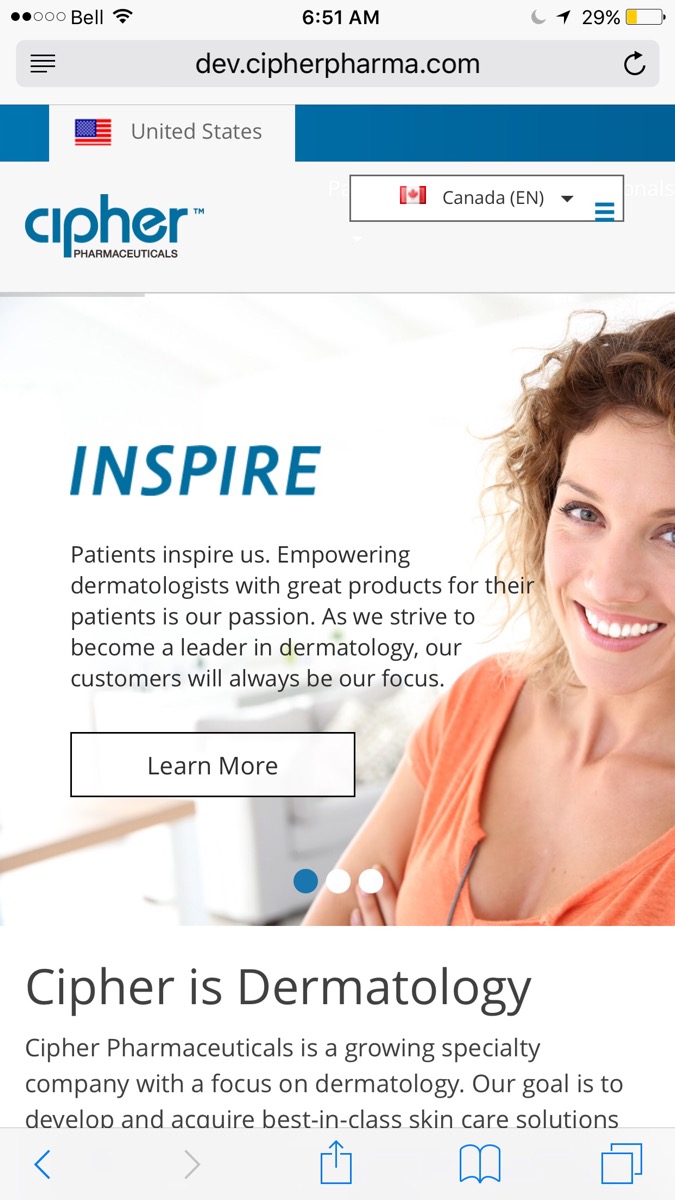 Bell
6:51 AM
29%
dev.cipherpharma.com
United States
Canada (EN)
cipher™
PHARMACEUTICALS
INSPIRE
Patients inspire us. Empowering
dermatologists with great products for their
patients is our passion. As we strive to
become a leader in dermatology, our
customers will always be our focus.
Learn More
Cipher is Dermatology
Cipher Pharmaceuticals is a growing specialty
company with a focus on dermatology. Our goal is to
develop and acquire best-in-class skin care solutions